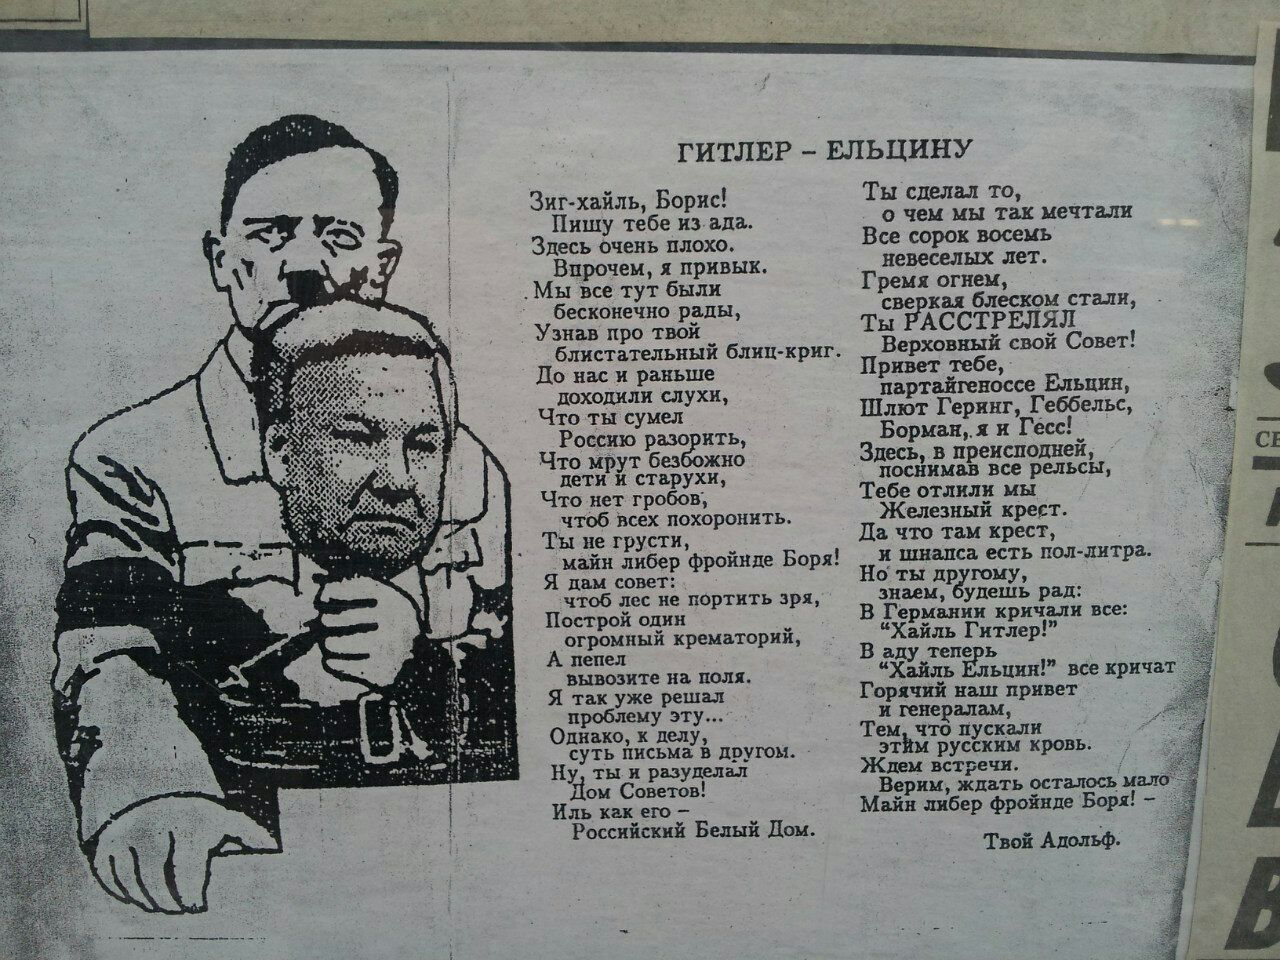 ГИТЛЕР – ЕЛЬЦИНУ
Зиг-хайль, Борис!
Пишу тебе из ада.
Здесь очень плохо.
Впрочем, я привык.
Мы все тут были
бесконечно рады,
Узнав про твой
блистательный блиц-криг.
До нас и раньше
доходили слухи,
Что ты сумел
Россию разорить,
Что мрут безбожно
дети и старухи,
Что нет гробов,
чтоб всех похоронить.
Ты не грусти,
майн либер фройнде Боря!
Я дам совет:
чтоб лес не портить зря,
Построй один
огромный крематорий,
А пепел
вывозите на поля.
Я так уже решал
проблему эту...
Однако, к делу,
суть письма в другом.
Ну, ты и разуделал
Дом Советов!
Иль как его –
Российский Белый Дом.
Ты сделал то,
о чем мы так мечтали
Все сорок восемь
невеселых лет.
Гремя огнем,
сверкая блеском стали,
Ты РАССТРЕЛЯЛ
Верховный свой Совет!
Привет тебе,
партайгеноссе Ельцин,
Шлют Геринг, Геббельс,
Борман, я и Гесс!
Здесь, в преисподней,
поснимав все рельсы,
Тебе отлили мы
Железный крест.
Да что там крест,
и шнапса есть пол-литра.
Но ты другому,
знаем, будешь рад:
В Германии кричали все:
“Хайль Гитлер!”
В аду теперь
“Хайль Ельцин!” все кричат
Горячий наш привет
и генералам,
Тем, что пускали
этим русским кровь.
Ждем встречи.
Верим, ждать осталось мало
Майн либер фройнде Боря! –
Твой Адольф.